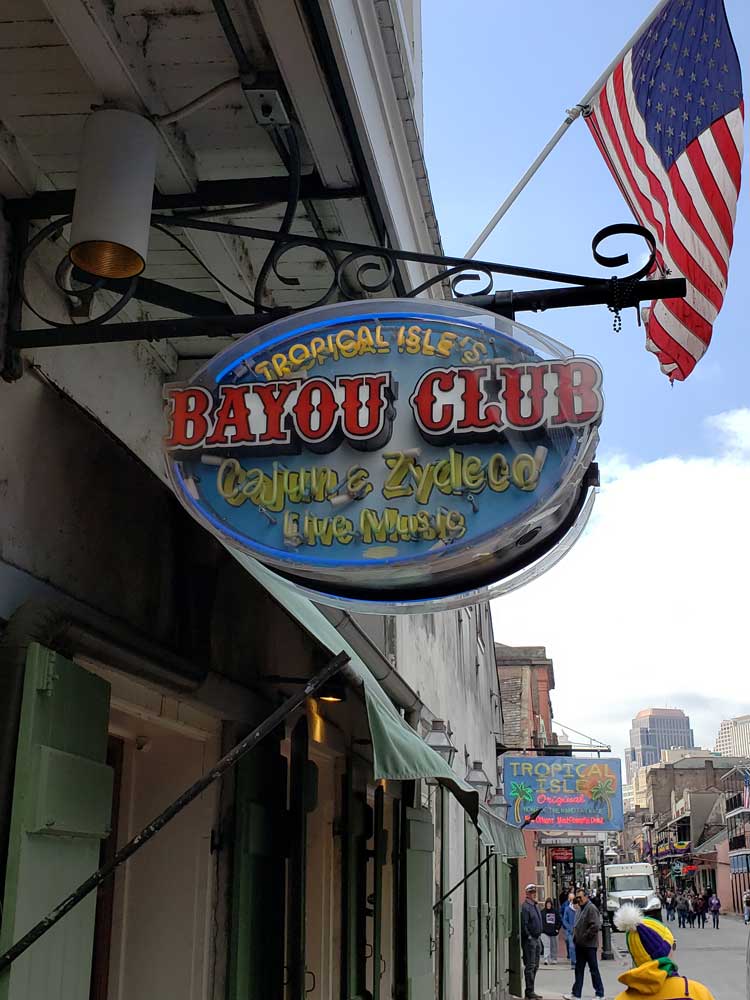 TROPICAL ISLE'S
BAYOU CLUB
Cajun & Zydeco
Live Music
TROPICAL
ISLE
Original